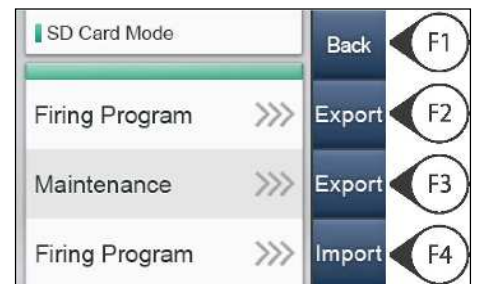 SD Card Mode Back F1
Firing Program >>> Export F2
Maintenance >>> Export F3
Firing Program >>> Import F4